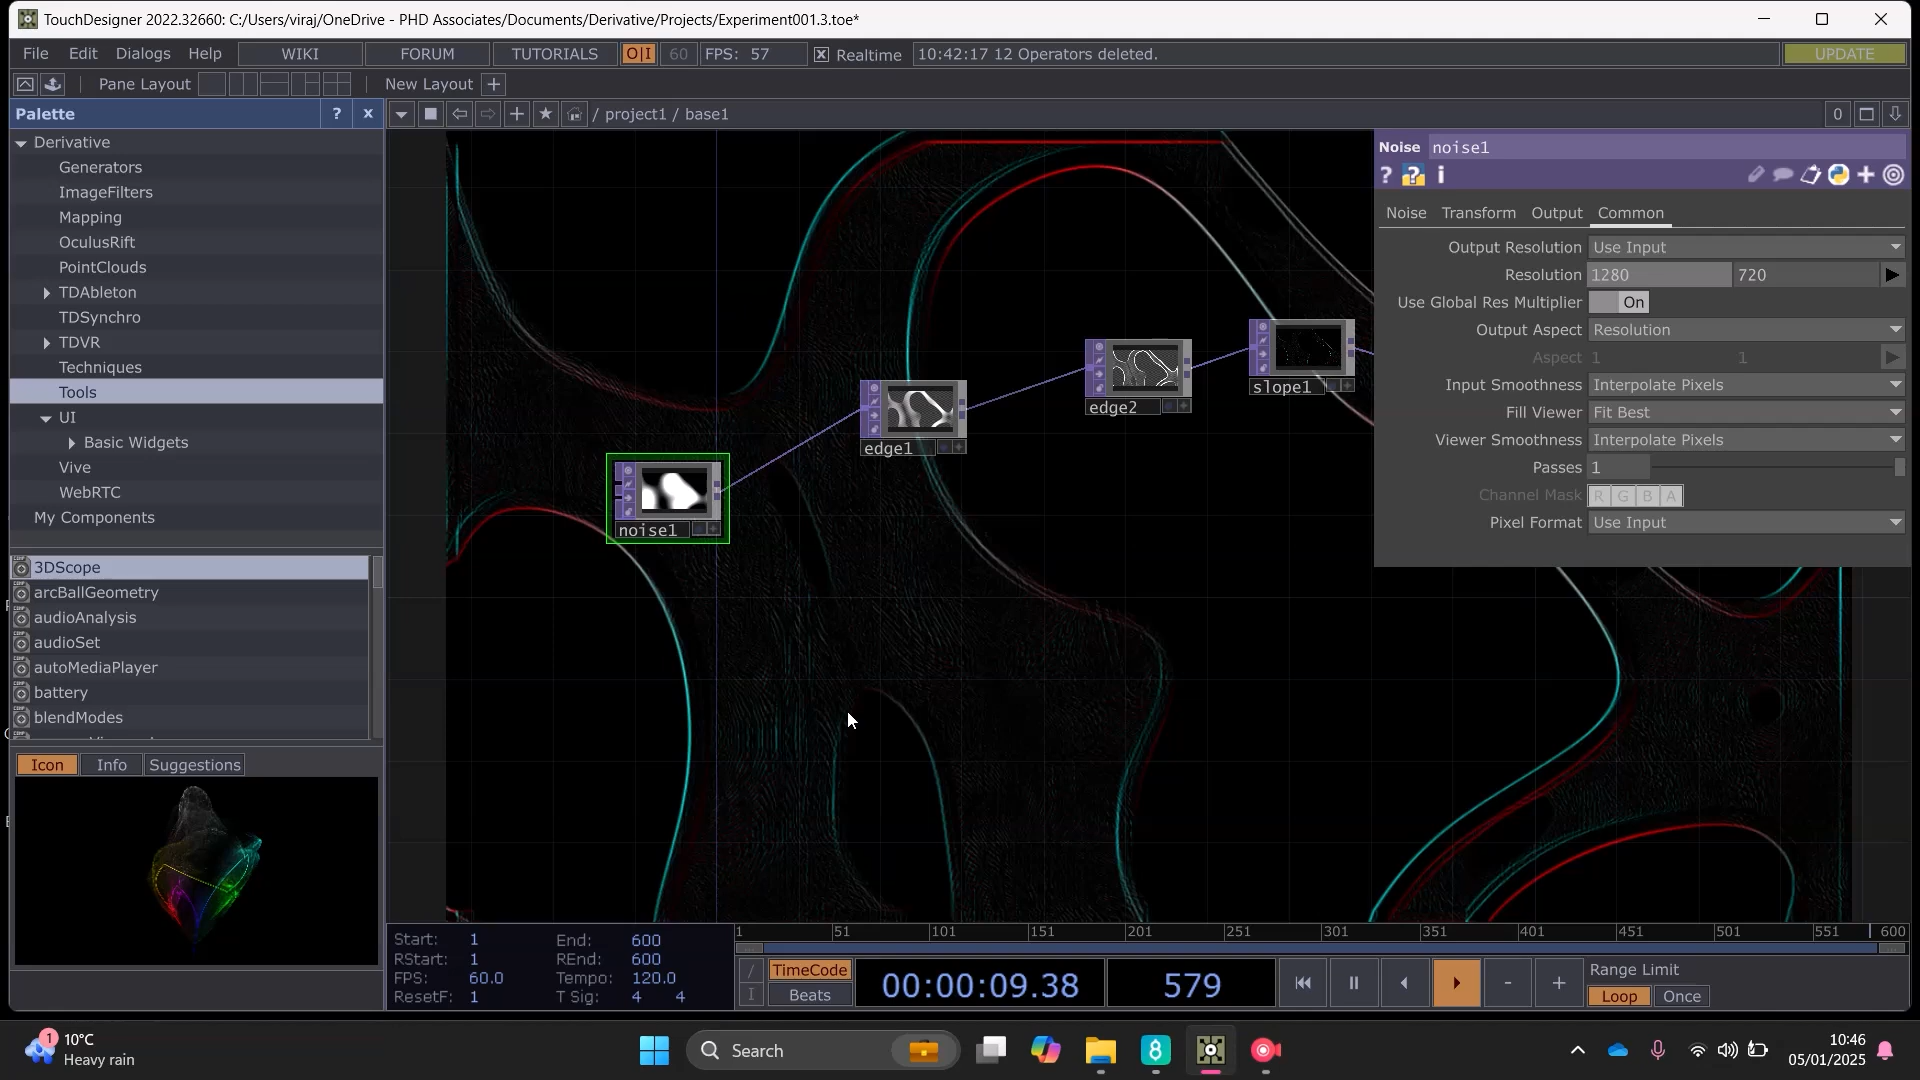 TouchDesigner 2022.32660: C:/Users/viraj/OneDrive - PHD Associates/Documents/Derivative/Projects/Experiment001.3.toe*
File Edit Dialogs Help WIKI FORUM TUTORIALS O|I 60 FPS: 57 Realtime 10:42:17 12 Operators deleted. UPDATE
Pane Layout New Layout +
Palette ? x
/ project1 / base1 0
Derivative
Generators
ImageFilters
Mapping
OculusRift
PointClouds
TDAbleton
TDSynchro
TDVR
Techniques
Tools
UI
Basic Widgets
Vive
WebRTC
My Components
3DScope
arcBallGeometry
audioAnalysis
audioSet
autoMediaPlayer
battery
blendModes
Icon Info Suggestions
noise1
edge1
edge2
slope1
Noise noise1
? ? i
Noise Transform Output Common
Output Resolution Use Input
Resolution 1280 720
Use Global Res Multiplier On
Output Aspect Resolution
Aspect 1 1
Input Smoothness Interpolate Pixels
Fill Viewer Fit Best
Viewer Smoothness Interpolate Pixels
Passes 1
Channel Mask R G B A
Pixel Format Use Input
Start: 1 End: 600
RStart: 1 REnd: 600
FPS: 60.0 Tempo: 120.0
ResetF: 1 T Sig: 4 4
1 51 101 151 201 251 301 351 401 451 501 551 600
/ TimeCode
I Beats
00:00:09.38 579
- +
Range Limit
Loop Once
1 10°C
Heavy rain
Search
10:46
05/01/2025